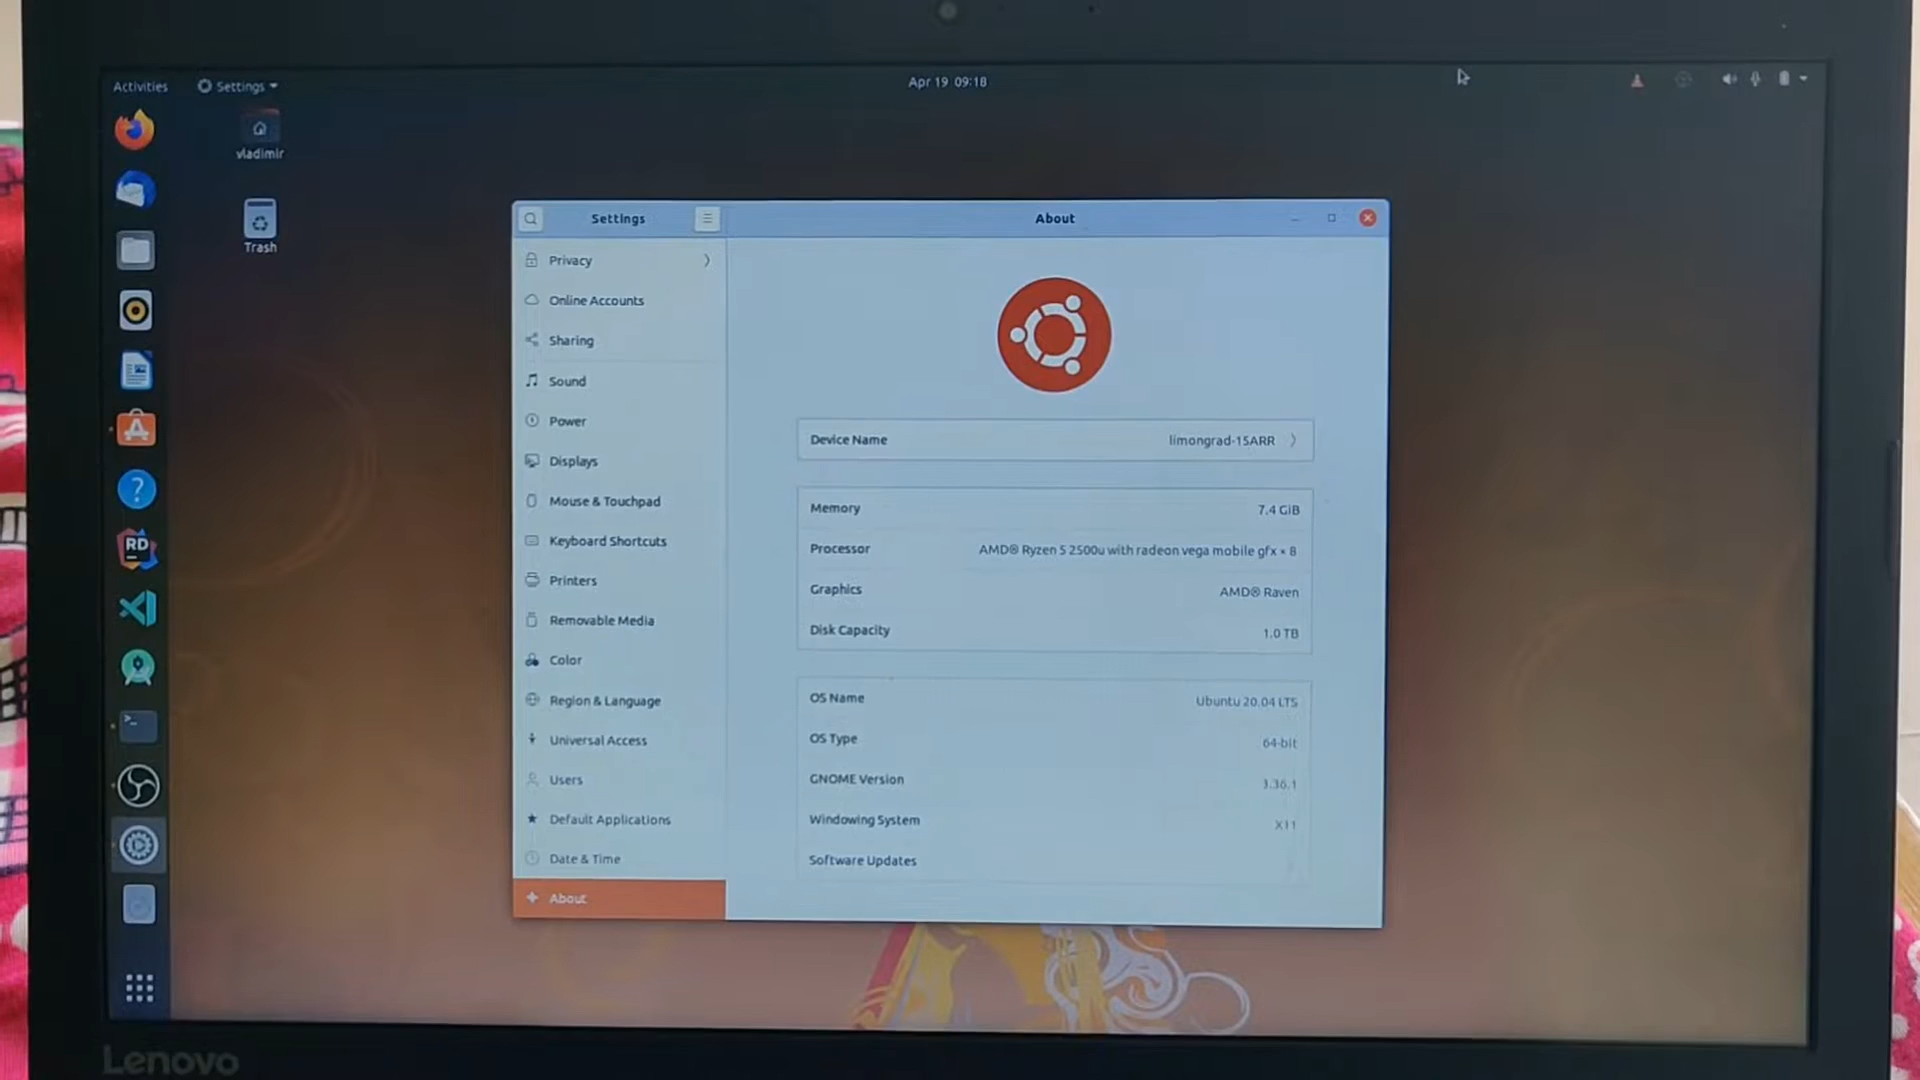 Activities
Settings
Apr 19 09:18
vladimir
Trash
Settings
About
Privacy
Online Accounts
Sharing
Sound
Power
Displays
Mouse & Touchpad
Keyboard Shortcuts
Printers
Removable Media
Color
Region & Language
Universal Access
Users
Default Applications
Date & Time
About
Device Name limongrad-15ARR
Memory 7.4 GiB
Processor AMD® Ryzen 5 2500u with radeon vega mobile gfx × 8
Graphics AMD® Raven
Disk Capacity 1.0 TB
OS Name Ubuntu 20.04 LTS
OS Type 64-bit
GNOME Version 3.36.1
Windowing System X11
Software Updates
RD
Lenovo